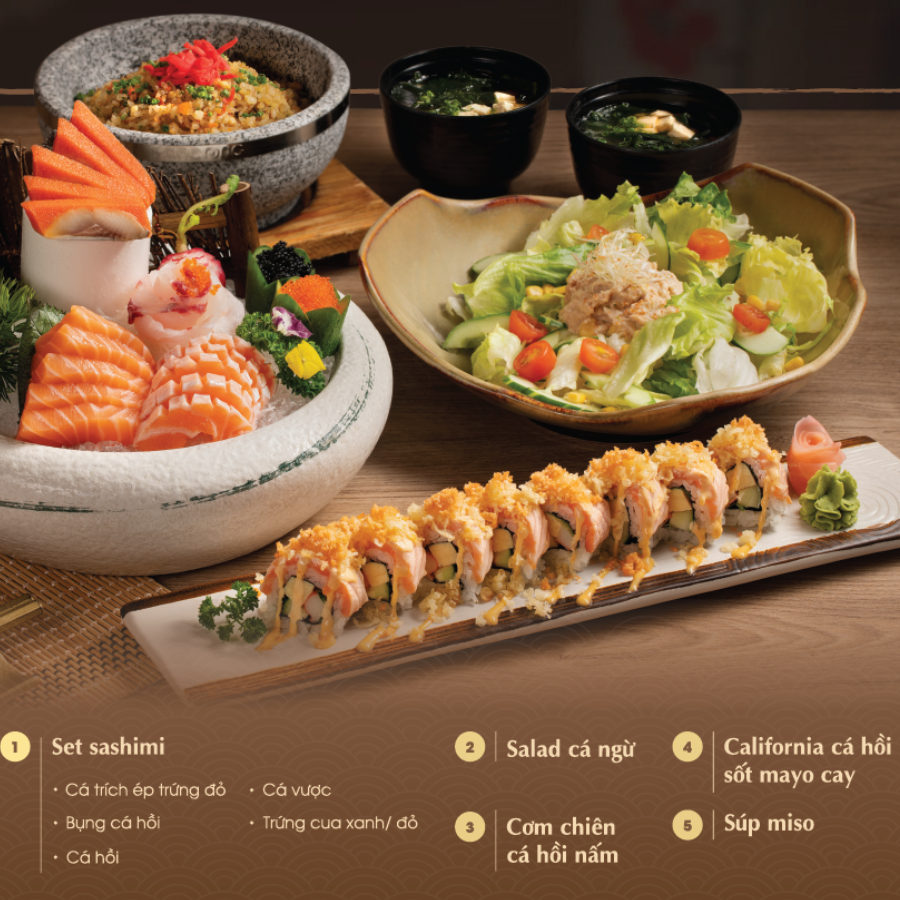 1
Set sashimi
• Cá trích ép trứng đỏ
• Bụng cá hồi
• Cá hồi
• Cá vược
• Trứng cua xanh/ đỏ
2
Salad cá ngừ
3
Cơm chiên
cá hồi nấm
4
California cá hồi
sốt mayo cay
5
Súp miso